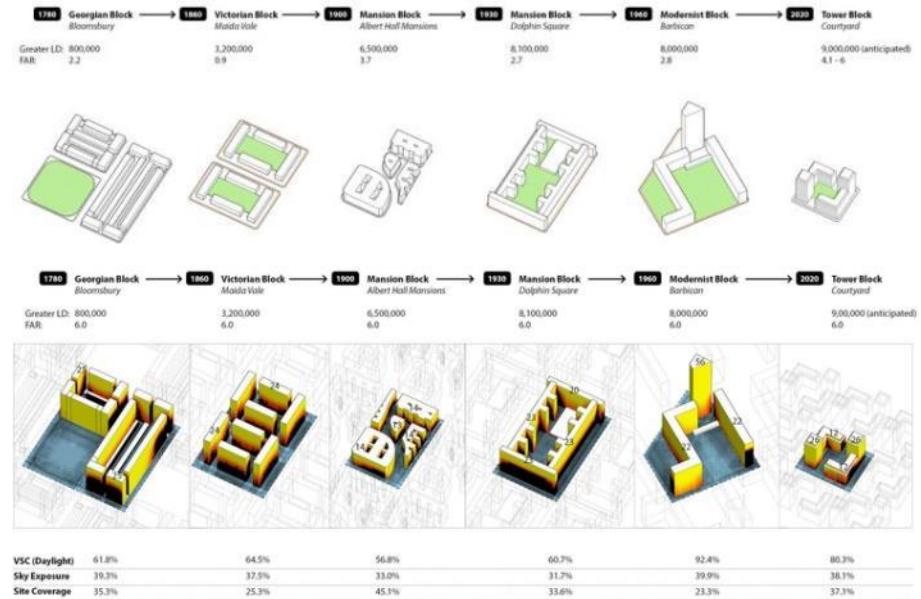 1780 Georgian Block 1860 Victorian Block 1900 Mansion Block 1930 Mansion Block 1960 Modernist Block 2020 Tower Block
Bloomsbury Maida Vale Albert Hall Mansions Dolphin Square Barbican Courtyard
Greater LD: 800,000 3,200,000 6,500,000 8,100,000 8,000,000 9,000,000 (anticipated)
FAR: 2.2 0.9 3.7 2.7 2.8 4.1 - 6
1780 Georgian Block 1860 Victorian Block 1900 Mansion Block 1930 Mansion Block 1960 Modernist Block 2020 Tower Block
Bloomsbury Maida Vale Albert Hall Mansions Dolphin Square Barbican Courtyard
Greater LD: 800,000 3,200,000 6,500,000 8,100,000 8,000,000 9,00,000 (anticipated)
FAR: 6.0 6.0 6.0 6.0 6.0 6.0
56
24
24
14
23
22
26
26
VSC (Daylight) 61.8% 64.5% 56.8% 60.7% 92.4% 80.3%
Sky Exposure 39.3% 37.5% 33.0% 31.7% 39.9% 38.1%
Site Coverage 35.3% 25.3% 45.1% 33.6% 23.3% 37.1%